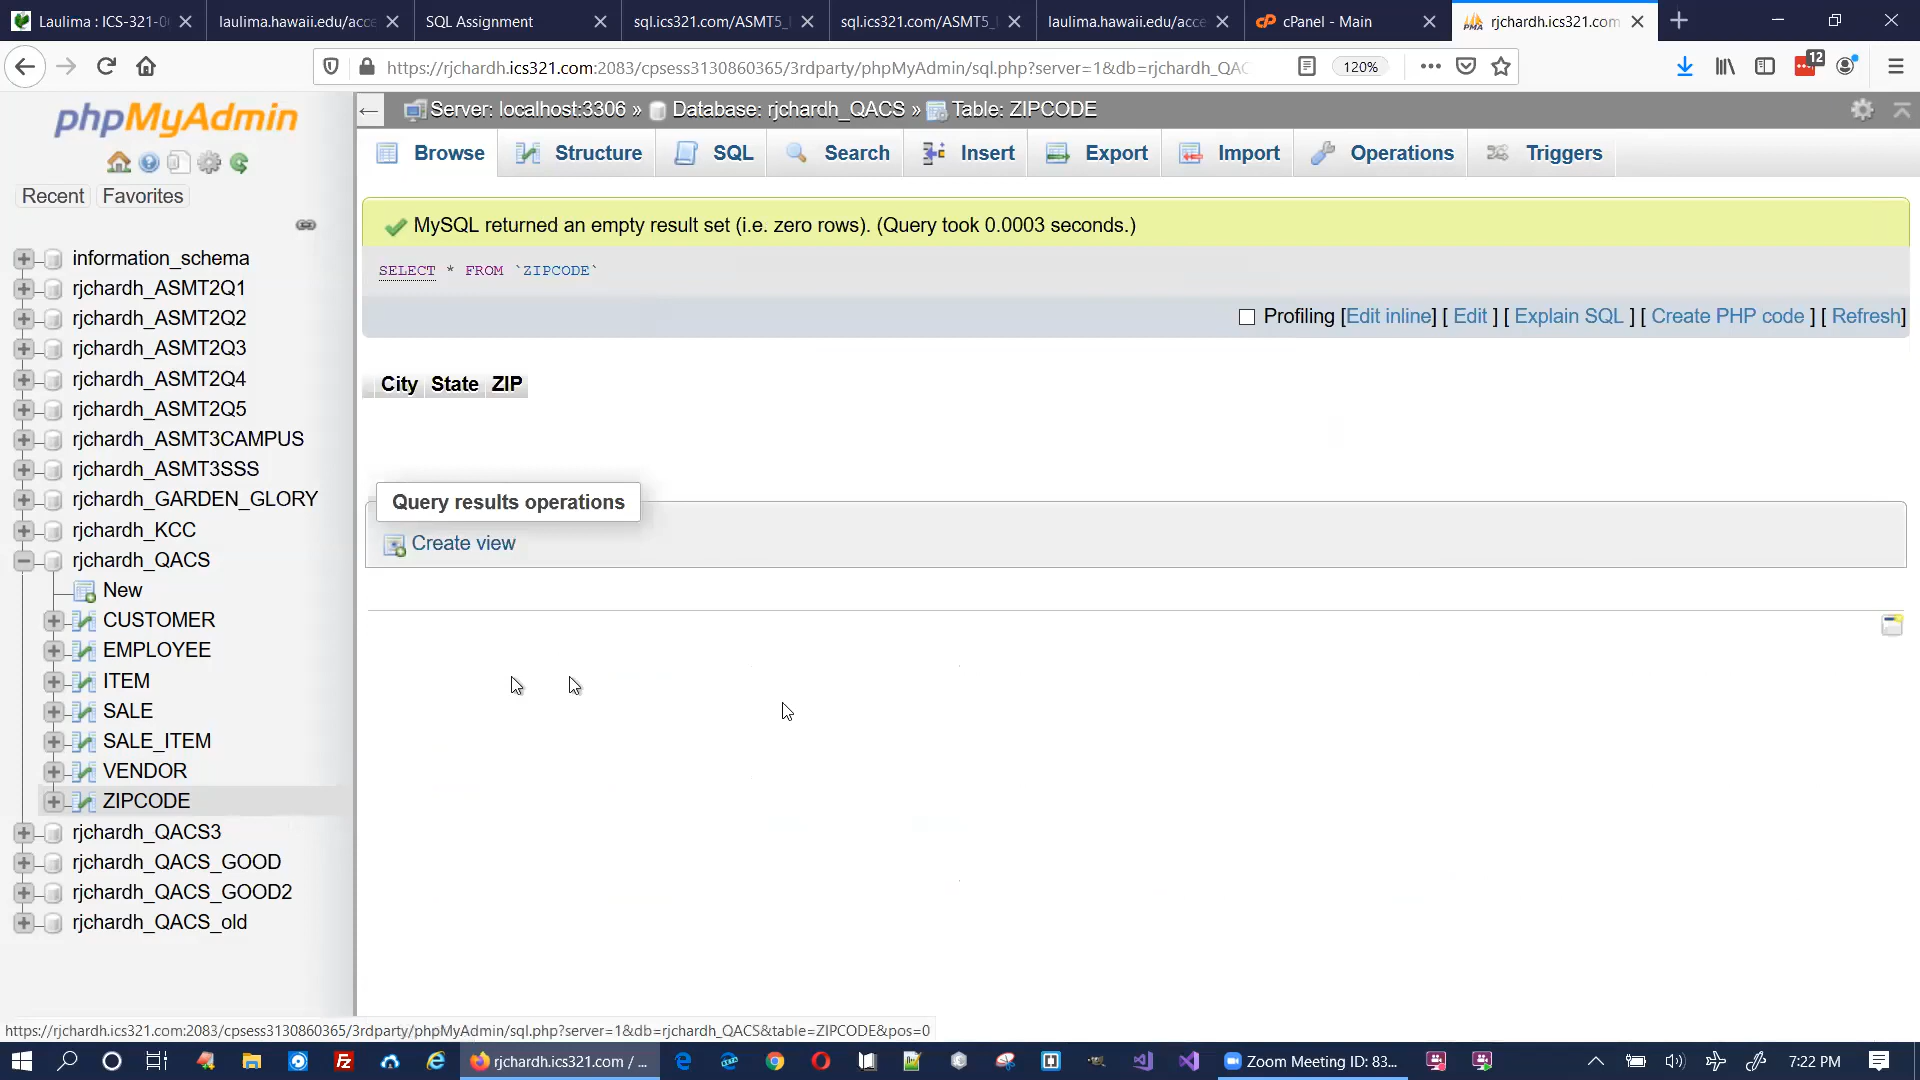 Laulima : ICS-321-0
laulima.hawaii.edu/acce
SQL Assignment
sql.ics321.com/ASMT5_
sql.ics321.com/ASMT5_
laulima.hawaii.edu/acce
cP cPanel - Main
PMA rjchardh.ics321.com
https://rjchardh.ics321.com:2083/cpsess3130860365/3rdparty/phpMyAdmin/sql.php?server=1&db=rjchardh_QAC
120%
12
phpMyAdmin
Recent Favorites
information_schema
rjchardh_ASMT2Q1
rjchardh_ASMT2Q2
rjchardh_ASMT2Q3
rjchardh_ASMT2Q4
rjchardh_ASMT2Q5
rjchardh_ASMT3CAMPUS
rjchardh_ASMT3SSS
rjchardh_GARDEN_GLORY
rjchardh_KCC
rjchardh_QACS
New
CUSTOMER
EMPLOYEE
ITEM
SALE
SALE_ITEM
VENDOR
ZIPCODE
rjchardh_QACS3
rjchardh_QACS_GOOD
rjchardh_QACS_GOOD2
rjchardh_QACS_old
Server: localhost:3306 » Database: rjchardh_QACS » Table: ZIPCODE
Browse Structure SQL Search Insert Export Import Operations Triggers
MySQL returned an empty result set (i.e. zero rows). (Query took 0.0003 seconds.)
SELECT * FROM `ZIPCODE`
Profiling [Edit inline] [ Edit ] [ Explain SQL ] [ Create PHP code ] [ Refresh]
City State ZIP
Query results operations
Create view
https://rjchardh.ics321.com:2083/cpsess3130860365/3rdparty/phpMyAdmin/sql.php?server=1&db=rjchardh_QACS&table=ZIPCODE&pos=0
rjchardh.ics321.com / ...
Zoom Meeting ID: 83...
7:22 PM